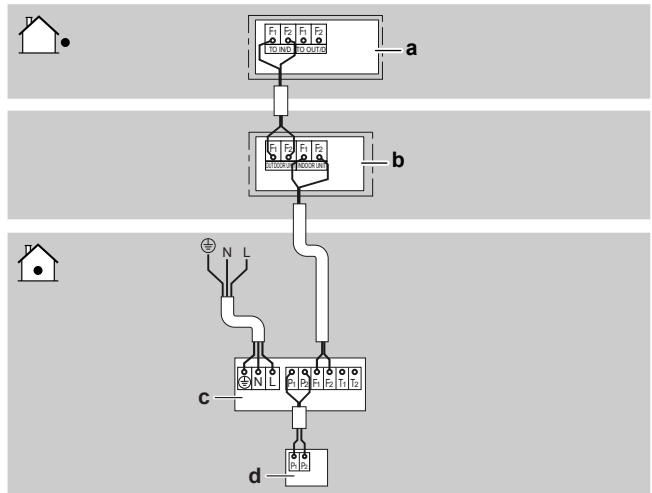 F1 F2 F1 F2
TO IN/D TO OUT/D
a
F1 F2 F1 F2
OUTDOOR UNIT INDOOR UNIT
b
N L
N L P1 P2 F1 F2 T1 T2
c
P1 P2
d